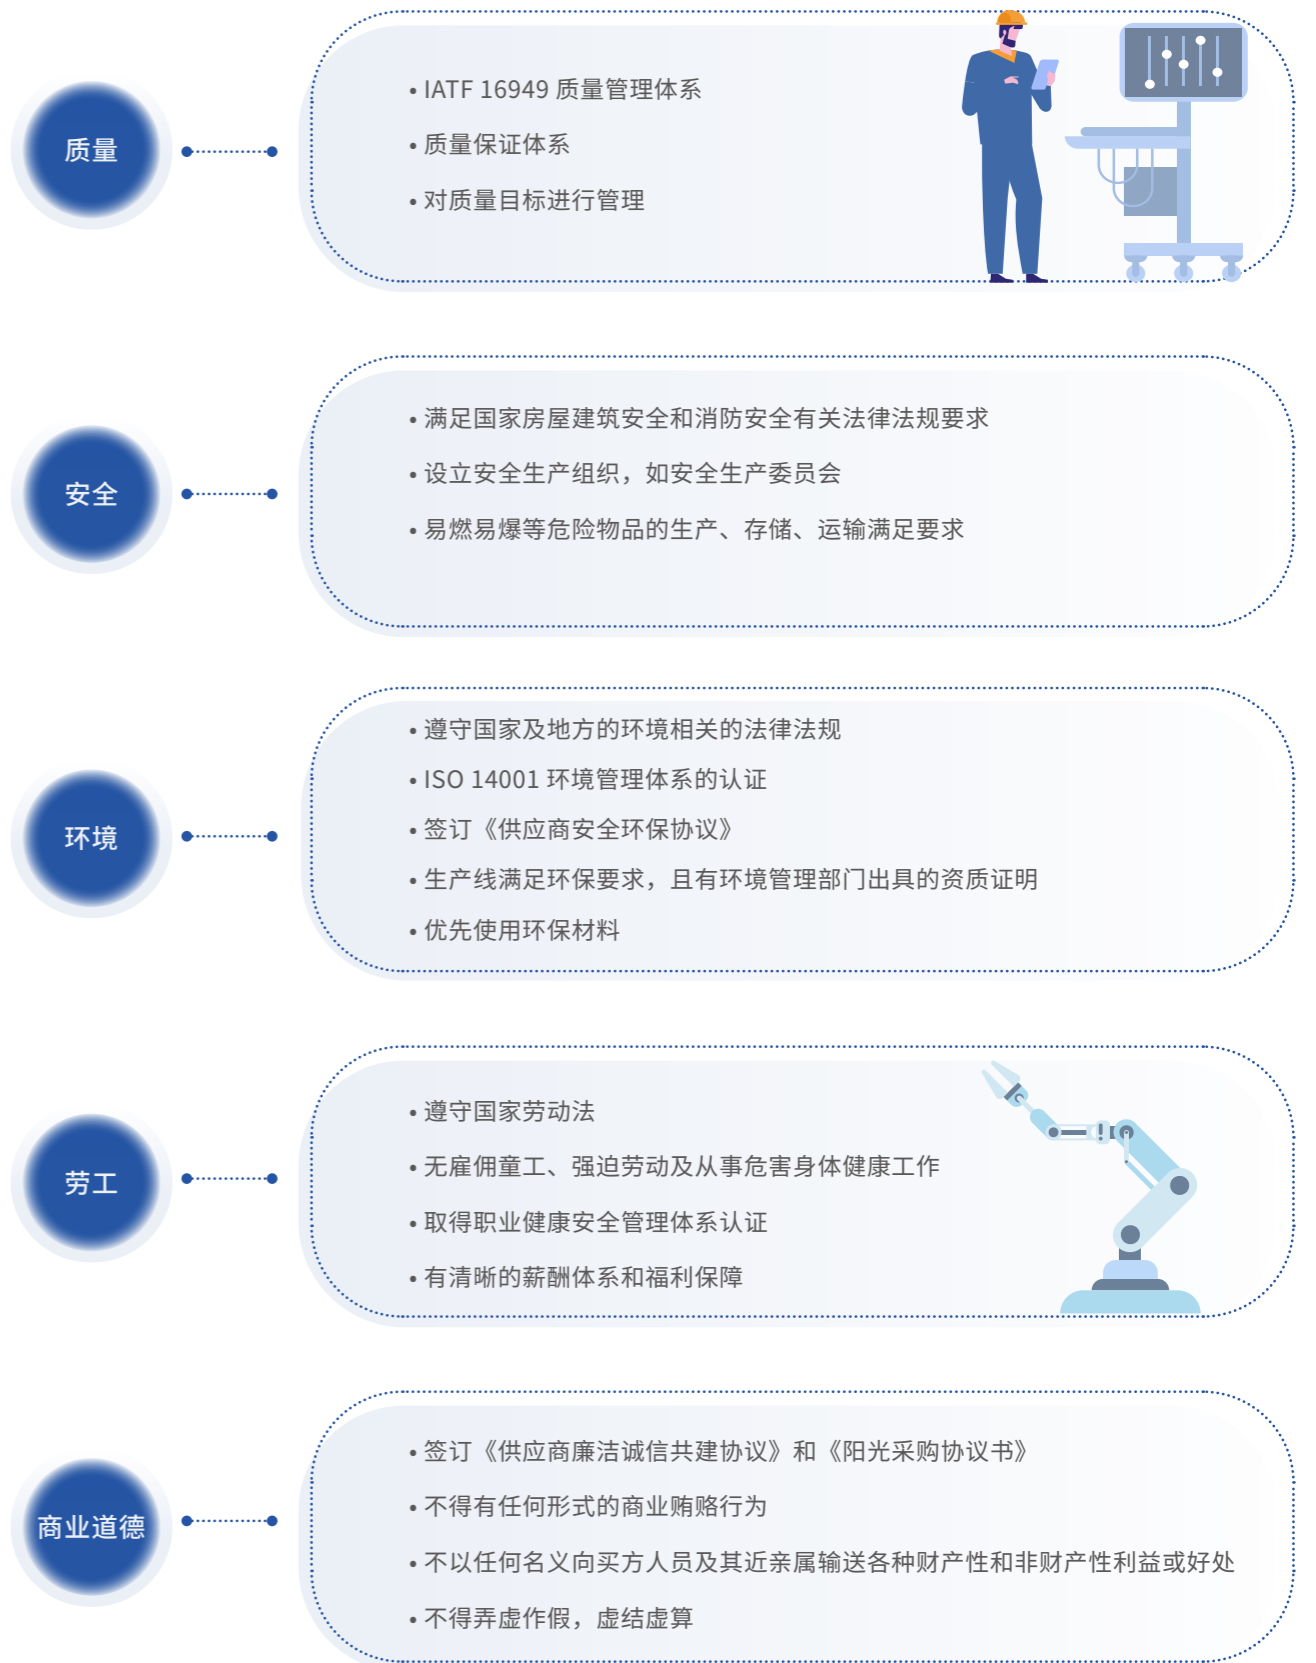 质量
• IATF 16949 质量管理体系
• 质量保证体系
• 对质量目标进行管理
安全
• 满足国家房屋建筑安全和消防安全有关法律法规要求
• 设立安全生产组织，如安全生产委员会
• 易燃易爆等危险物品的生产、存储、运输满足要求
环境
• 遵守国家及地方的环境相关的法律法规
• ISO 14001 环境管理体系的认证
• 签订《供应商安全环保协议》
• 生产线满足环保要求，且有环境管理部门出具的资质证明
• 优先使用环保材料
劳工
• 遵守国家劳动法
• 无雇佣童工、强迫劳动及从事危害身体健康工作
• 取得职业健康安全管理体系认证
• 有清晰的薪酬体系和福利保障
商业道德
• 签订《供应商廉洁诚信共建协议》和《阳光采购协议书》
• 不得有任何形式的商业贿赂行为
• 不以任何名义向买方人员及其近亲属输送各种财产性和非财产性利益或好处
• 不得弄虚作假，虚结虚算